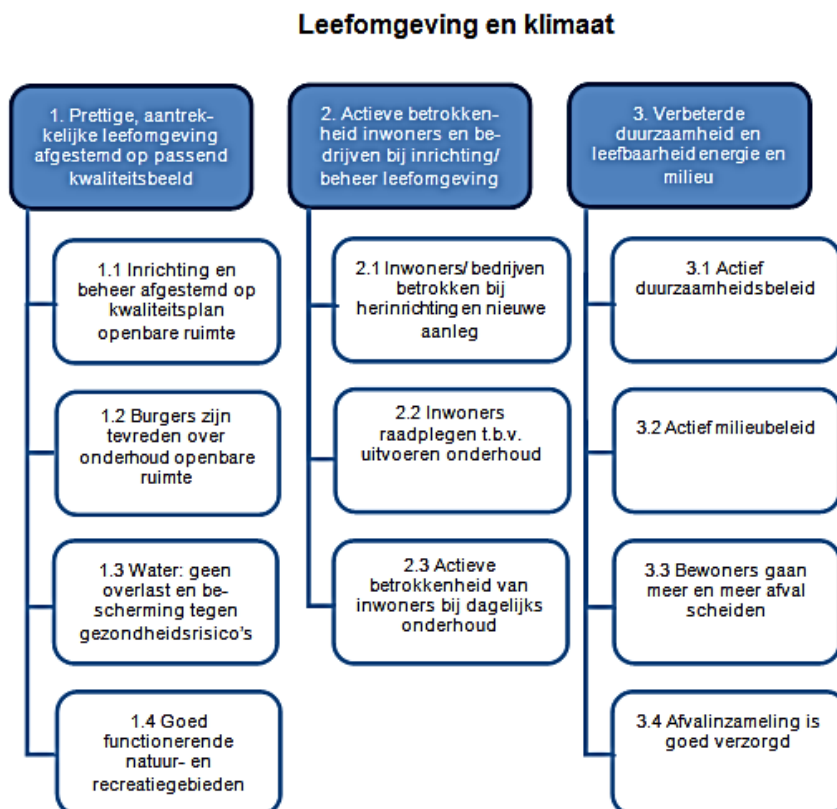 Leefomgeving en klimaat
1. Prettige, aantrek-
kelijke leefomgeving
afgestemd op passend
kwaliteitsbeeld
1.1 Inrichting en
beheer afgestemd op
kwaliteitsplan
openbare ruimte
1.2 Burgers zijn
tevreden over
onderhoud openbare
ruimte
1.3 Water: geen
overlast en be-
scherming tegen
gezondheidsrisico's
1.4 Goed
functionerende
natuur- en
recreatiegebieden
2. Actieve betrokken-
heid inwoners en be-
drijven bij inrichting/
beheer leefomgeving
2.1 Inwoners/ bedrijven
betrokken bij
herinrichting en nieuwe
aanleg
2.2 Inwoners
raadplegen t.b.v.
uitvoeren onderhoud
2.3 Actieve
betrokkenheid van
inwoners bij dagelijks
onderhoud
3. Verbeterde
duurzaamheid en
leefbaarheid energie en
milieu
3.1 Actief
duurzaamheidsbeleid
3.2 Actief milieubeleid
3.3 Bewoners gaan
meer en meer afval
scheiden
3.4 Afvalinzameling is
goed verzorgd